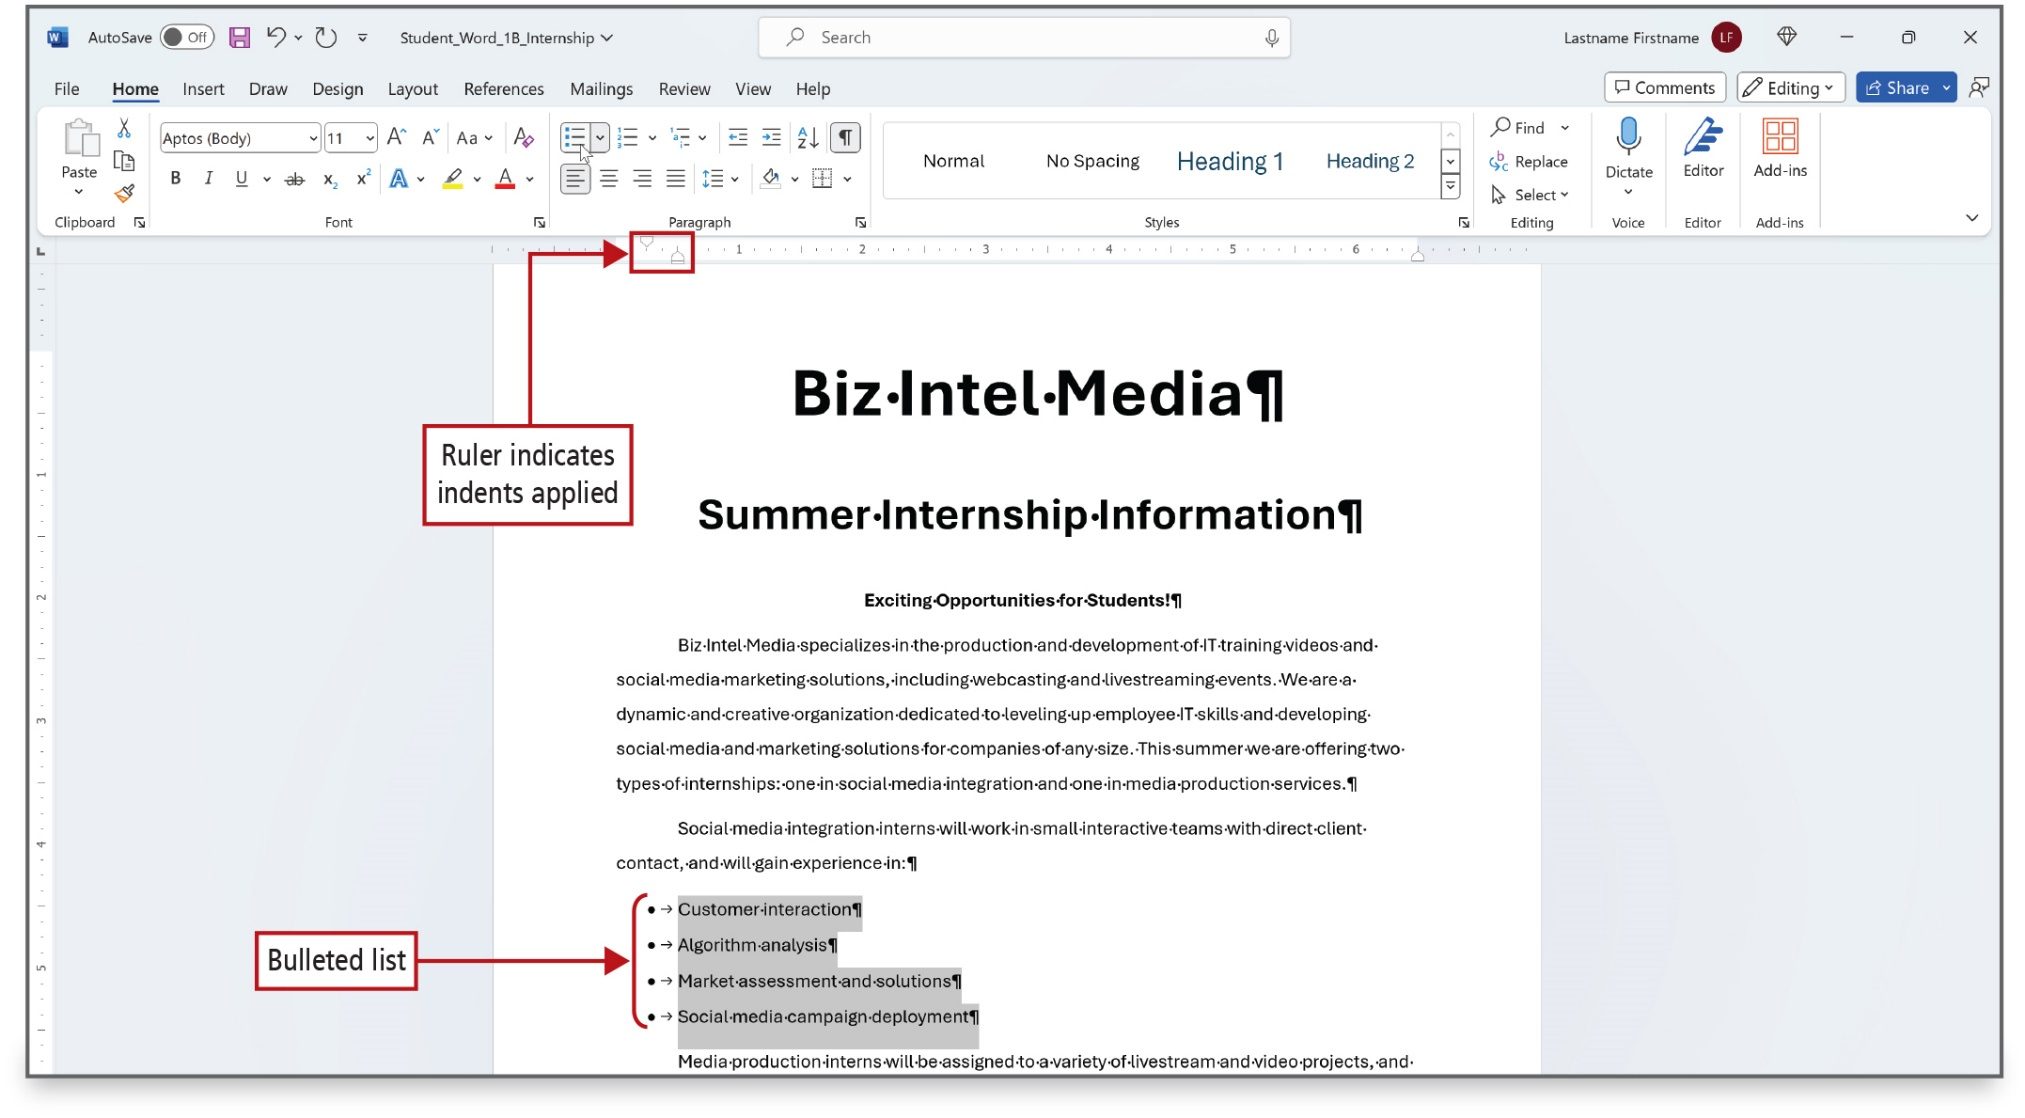 AutoSave Off Student_Word_1B_Internship Search Lastname Firstname LF
File Home Insert Draw Design Layout References Mailings Review View Help Comments Editing Share
Paste
Clipboard
Aptos (Body) 11 Aa
B I U ab x₂ x² A A
Font
Paragraph
Normal No Spacing Heading 1 Heading 2
Styles
Find
Replace
Select
Editing
Dictate
Voice
Editor
Editor
Add-ins
Add-ins
1 2 3 4 5 6
Ruler indicates
indents applied
Biz·Intel·Media¶
Summer·Internship·Information¶
Exciting·Opportunities·for·Students!¶
Biz·Intel·Media·specializes·in·the·production·and·development·of·IT·training·videos·and·
social·media·marketing·solutions,·including·webcasting·and·livestreaming·events.·We·are·a·
dynamic·and·creative·organization·dedicated·to·leveling·up·employee·IT·skills·and·developing·
social·media·and·marketing·solutions·for·companies·of·any·size.·This·summer·we·are·offering·two·
types·of·internships:·one·in·social·media·integration·and·one·in·media·production·services.¶
Social·media·integration·interns·will·work·in·small·interactive·teams·with·direct·client·
contact,·and·will·gain·experience·in:¶
Bulleted list
• → Customer·interaction¶
• → Algorithm·analysis¶
• → Market·assessment·and·solutions¶
• → Social·media·campaign·deployment¶
Media·production·interns·will·be·assigned·to·a·variety·of·livestream·and·video·projects,·and·
1
2
3
4
5